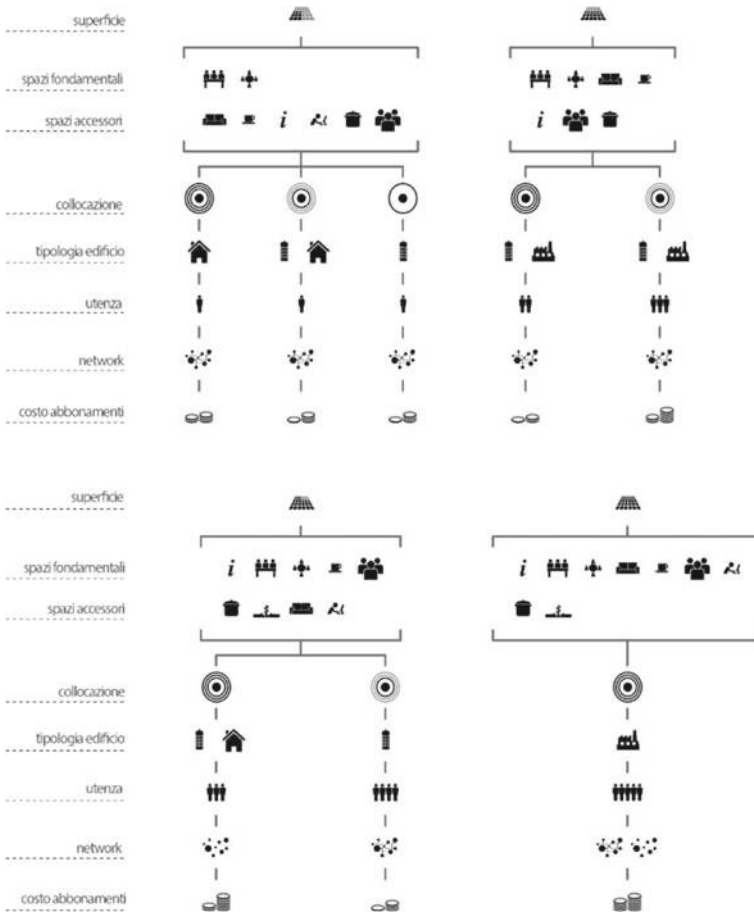 superficie
spazi fondamentali
i
spazi accessori
i
collocazione
tipologia edificio
utenza
network
costo abbonamenti
superficie
spazi fondamentali
i i
spazi accessori
collocazione
tipologia edificio
utenza
network
costo abbonamenti